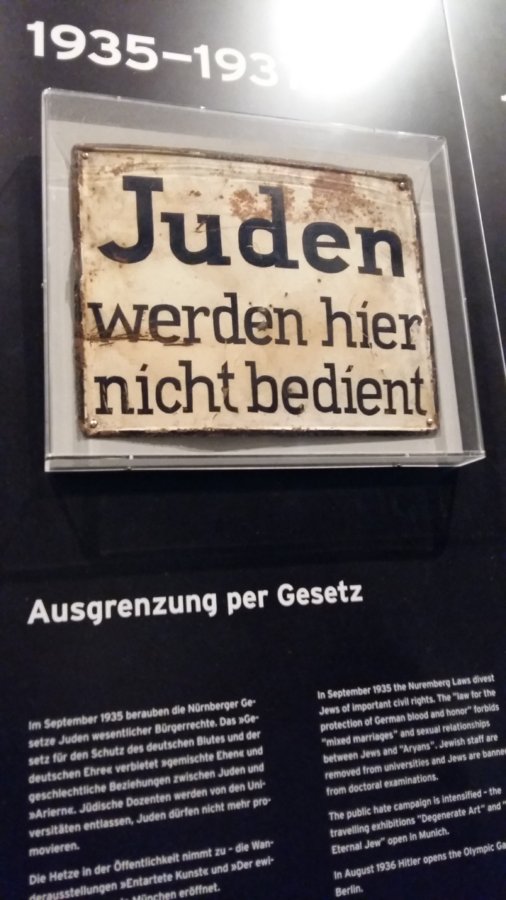 1935–193
Juden
werden hier
nicht bedient
Ausgrenzung per Gesetz
Im September 1935 berauben die Nürnberger Ge-
setze Juden wesentlicher Bürgerrechte. Das »Ge-
setz für den Schutz des deutschen Blutes und der
deutschen Ehre« verbietet »gemischte Ehen« und
geschlechtliche Beziehungen zwischen Juden und
»Ariern«. Jüdische Dozenten werden von den Uni-
versitäten entlassen, Juden dürfen nicht mehr pro-
movieren.
Die Hetze in der Öffentlichkeit nimmt zu – die Wan-
derausstellungen »Entartete Kunst« und »Der ewi-
München eröffnet.
In September 1935 the Nuremberg Laws divest
Jews of important civil rights. The "law for the
protection of German blood and honor" forbids
"mixed marriages" and sexual relationships
between Jews and "Aryans". Jewish staff are
removed from universities and Jews are banned
from doctoral examinations.
The public hate campaign is intensified – the
travelling exhibitions "Degenerate Art" and "
Eternal Jew" open in Munich.
In August 1936 Hitler opens the Olympic Ga
Berlin.